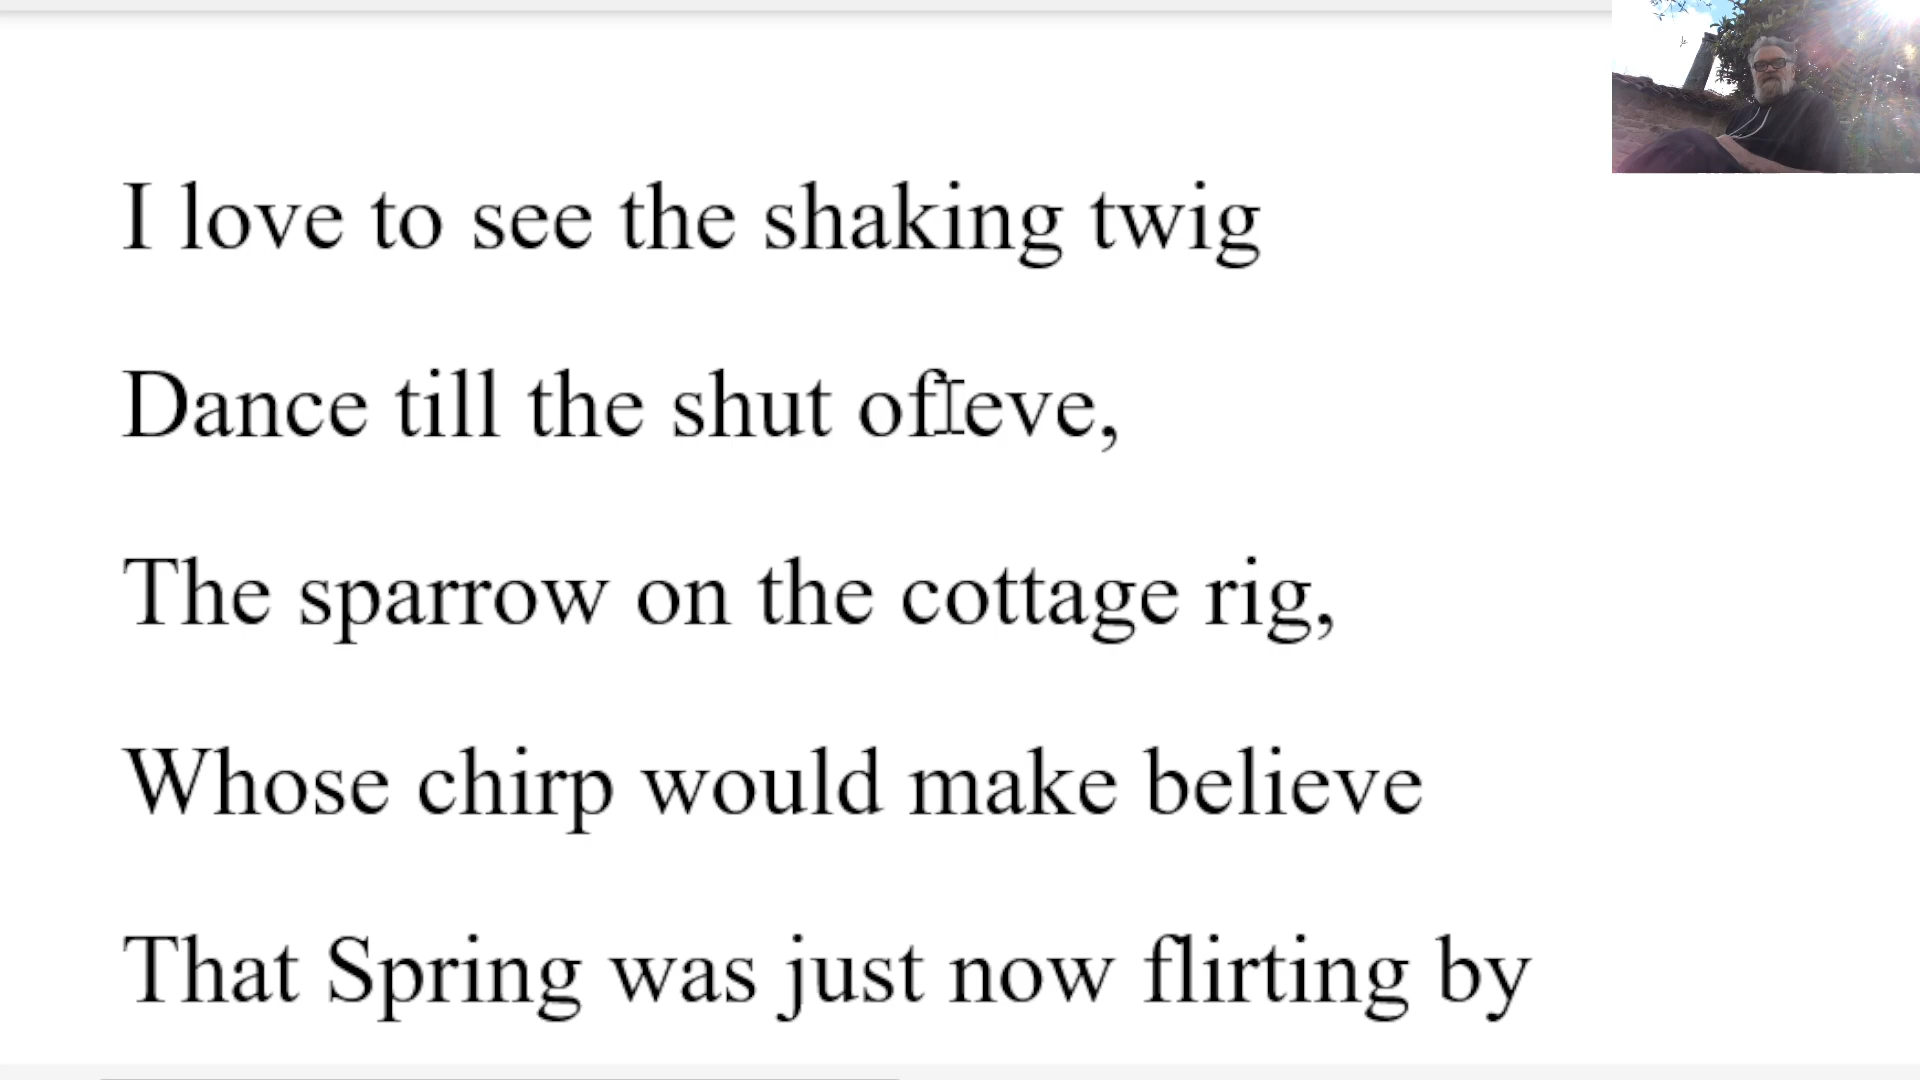 I love to see the shaking twig
Dance till the shut of eve,
The sparrow on the cottage rig,
Whose chirp would make believe
That Spring was just now flirting by